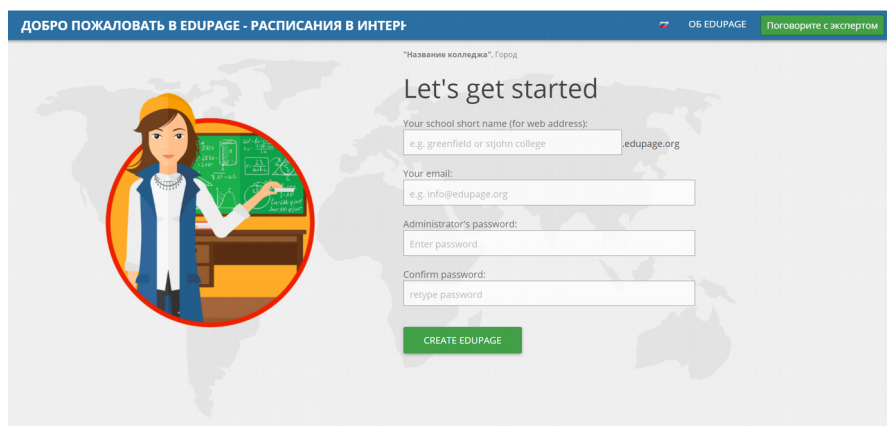 ДОБРО ПОЖАЛОВАТЬ В EDUPAGE - РАСПИСАНИЯ В
ОБ EDUPAGE
Поговорите с экспертом
"Название колледжа", Город
Let's get started
Your school short name (for web address):
e.g. greenfield or stjohn college .edupage.org
Your email:
e.g. info@edupage.org
Administrator's password:
Enter password
Confirm password:
retype password
CREATE EDUPAGE